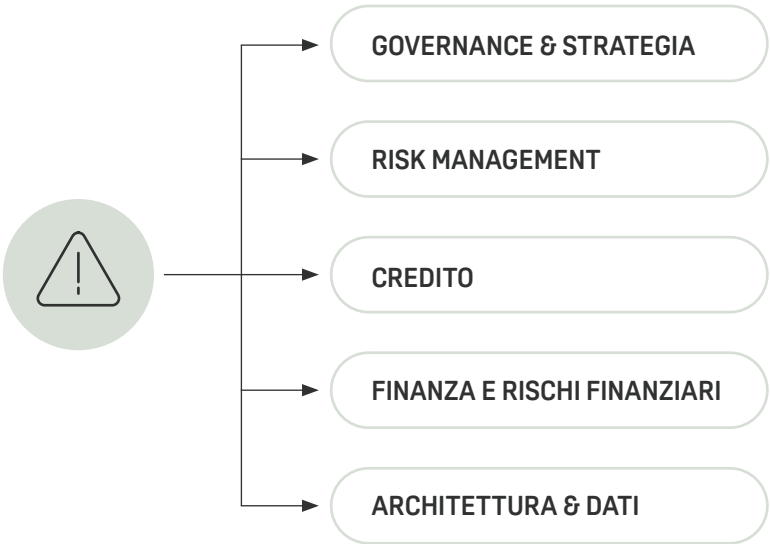 GOVERNANCE & STRATEGIA
RISK MANAGEMENT
CREDITO
FINANZA E RISCHI FINANZIARI
ARCHITETTURA & DATI